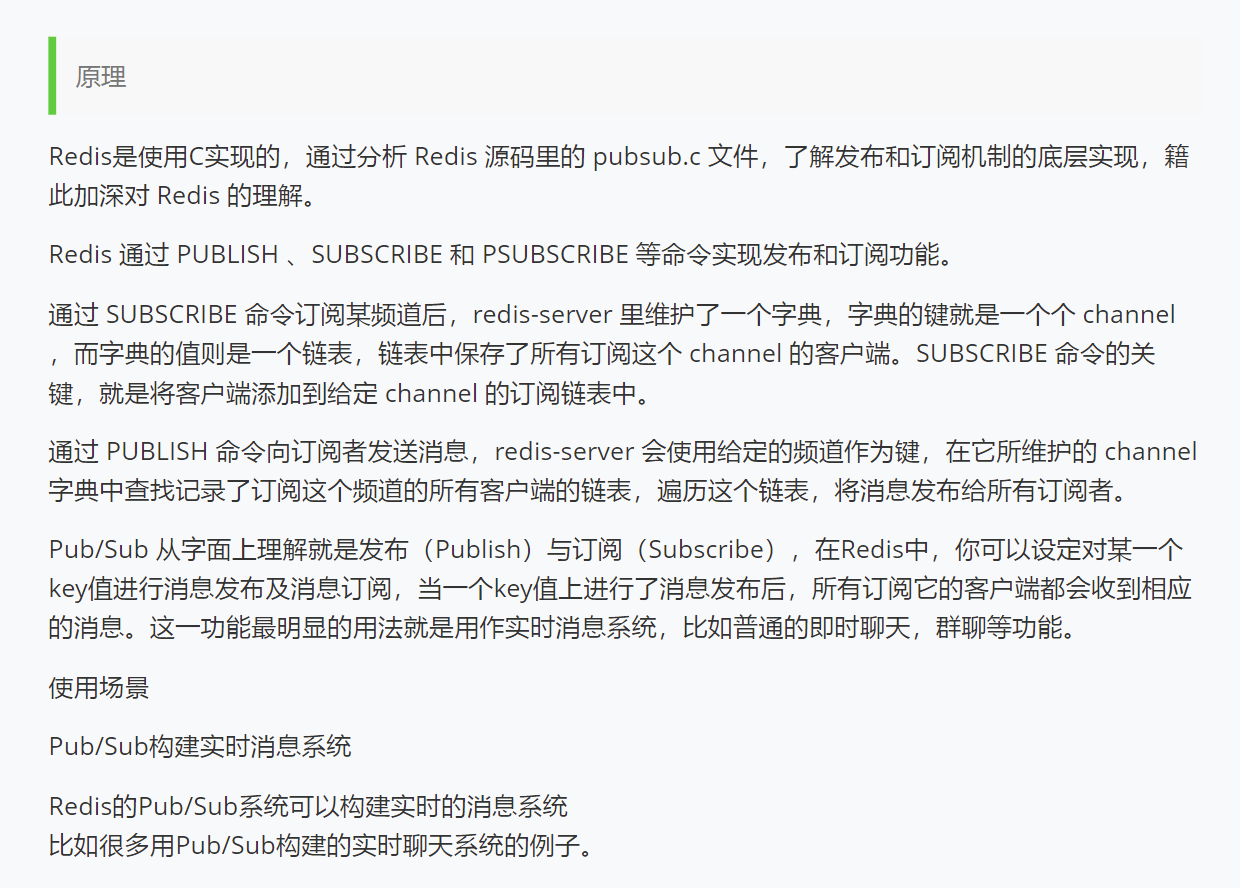 原理
Redis是使用C实现的，通过分析 Redis 源码里的 pubsub.c 文件，了解发布和订阅机制的底层实现，籍
此加深对 Redis 的理解。
Redis 通过 PUBLISH 、SUBSCRIBE 和 PSUBSCRIBE 等命令实现发布和订阅功能。
通过 SUBSCRIBE 命令订阅某频道后，redis-server 里维护了一个字典，字典的键就是一个个 channel
，而字典的值则是一个链表，链表中保存了所有订阅这个 channel 的客户端。SUBSCRIBE 命令的关
键，就是将客户端添加到给定 channel 的订阅链表中。
通过 PUBLISH 命令向订阅者发送消息，redis-server 会使用给定的频道作为键，在它所维护的 channel
字典中查找记录了订阅这个频道的所有客户端的链表，遍历这个链表，将消息发布给所有订阅者。
Pub/Sub 从字面上理解就是发布（Publish）与订阅（Subscribe），在Redis中，你可以设定对某一个
key值进行消息发布及消息订阅，当一个key值上进行了消息发布后，所有订阅它的客户端都会收到相应
的消息。这一功能最明显的用法就是用作实时消息系统，比如普通的即时聊天，群聊等功能。
使用场景
Pub/Sub构建实时消息系统
Redis的Pub/Sub系统可以构建实时的消息系统
比如很多用Pub/Sub构建的实时聊天系统的例子。